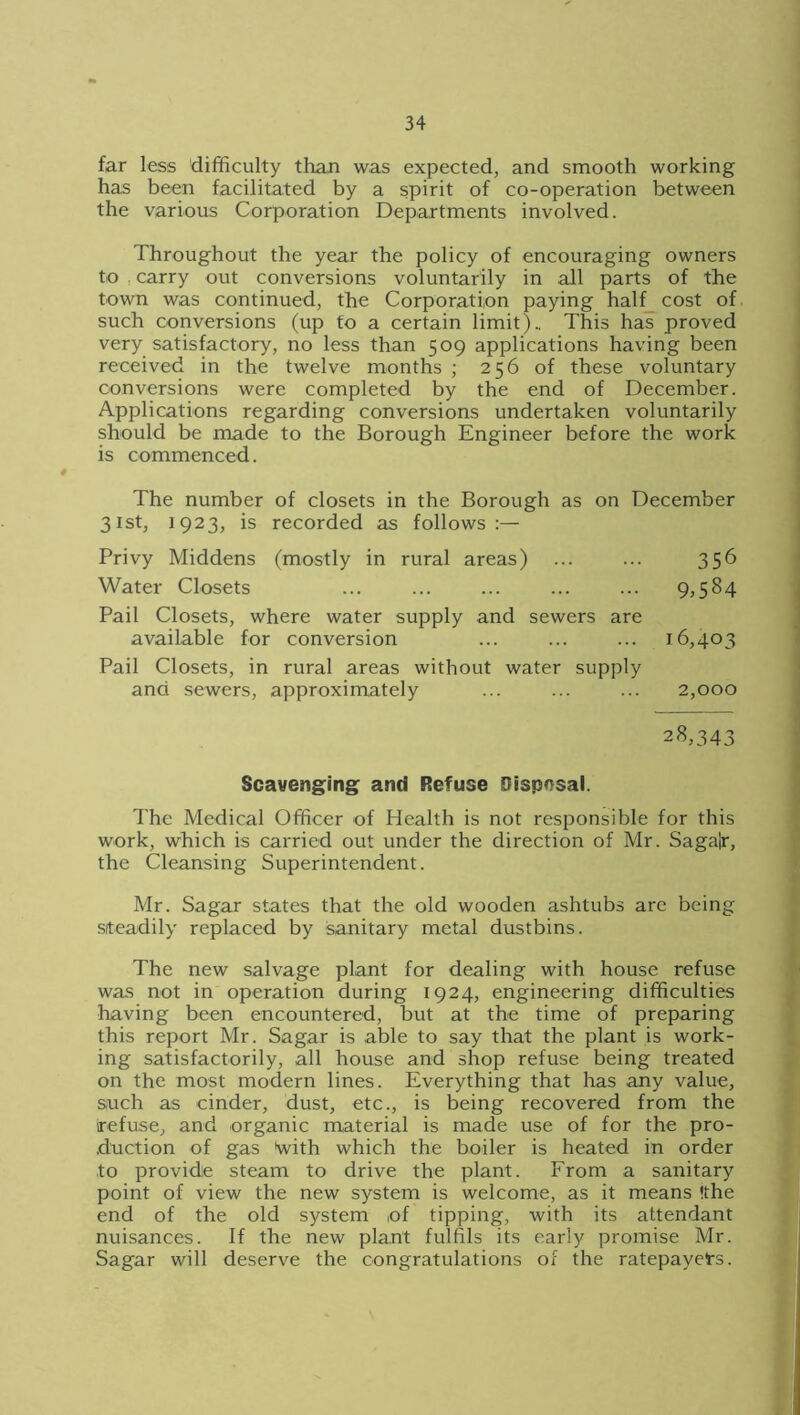 34
far less difficulty than was expected, and smooth working
has been facilitated by a spirit of co-operation between
the various Corporation Departments involved.
Throughout the year the policy of encouraging owners
to carry out conversions voluntarily in all parts of the
town was continued, the Corporation paying half cost of
such conversions (up to a certain limit).. This has proved
very satisfactory, no less than 509 applications having been
received in the twelve months ; 256 of these voluntary
conversions were completed by the end of December.
Applications regarding conversions undertaken voluntarily
should be made to the Borough Engineer before the work
is commenced.
The number of closets in the Borough as on December
31st, 1923, is recorded as follows :—
Privy Middens (mostly in rural areas) ... ... 356
Water Closets ... ... ... ... ... 9,584
Pail Closets, where water supply and sewers are
available for conversion ... ... ... 16,403
Pail Closets, in rural areas without water supply
and sewers, approximately ... ... ... 2,000
28,343
Scavenging and Refuse Disposal.
The Medical Officer of Health is not responsible for this
work, which is carried out under the direction of Mr. Sagar,
the Cleansing Superintendent.
Mr. Sagar states that the old wooden ashtubs are being
steadily replaced by sanitary metal dustbins.
The new salvage plant for dealing with house refuse
was not in operation during 1924, engineering difficulties
having been encountered, but at the time of preparing
this report Mr. Sagar is able to say that the plant is work-
ing satisfactorily, all house and shop refuse being treated
on the most modern lines. Everything that has any value,
such as cinder, dust, etc., is being recovered from the
refuse, and organic material is made use of for the pro-
duction of gas with which the boiler is heated in order
to provide steam to drive the plant. From a sanitary
point of view the new system is welcome, as it means the
end of the old system of tipping, with its attendant
nuisances. If the new plant fulfils its early promise Mr.
Sagar will deserve the congratulations of the ratepayers.